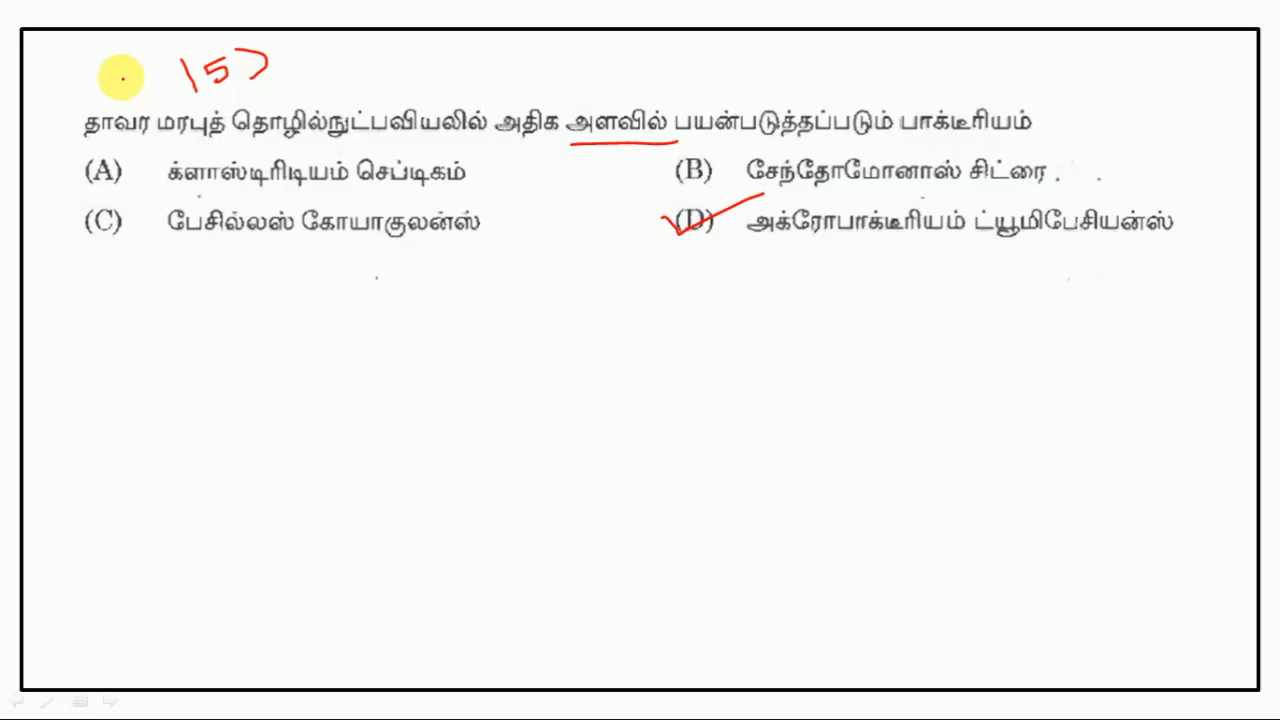 157
தாவர மரபுத் தொழில்நுட்பவியலில் அதிக அளவில் பயன்படுத்தப்படும் பாக்டீரியம்
(A) க்ளாஸ்டிரிடியம் செப்டிகம் (B) சேந்தோமோனாஸ் சிட்ரை .
(C) பேசில்லஸ் கோயாகுலன்ஸ் (D) அக்ரோபாக்டீரியம் ட்யூமிபேசியன்ஸ்